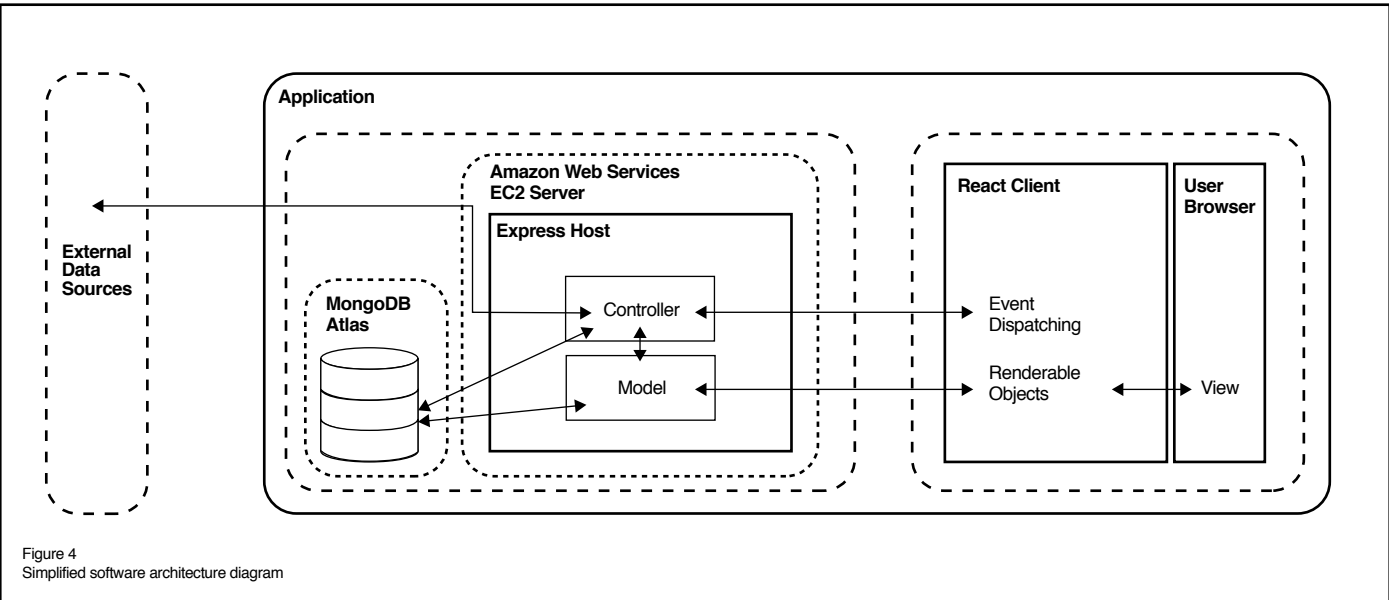 Application
External
Data
Sources
MongoDB
Atlas
Amazon Web Services
EC2 Server
Express Host
Controller
Model
React Client
Event
Dispatching
Renderable
Objects
User
Browser
View
Figure 4
Simplified software architecture diagram